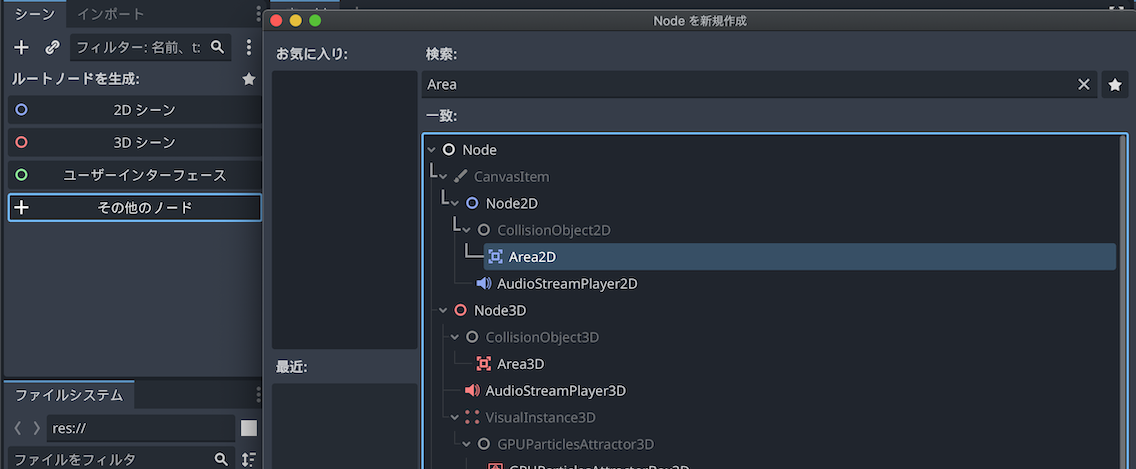 シーン
インポート
フィルター: 名前、t:
ルートノードを生成:
2D シーン
3D シーン
ユーザーインターフェース
その他のノード
ファイルシステム
res://
ファイルをフィルタ
Node を新規作成
お気に入り:
最近:
検索:
Area
一致:
Node
CanvasItem
Node2D
CollisionObject2D
Area2D
AudioStreamPlayer2D
Node3D
CollisionObject3D
Area3D
AudioStreamPlayer3D
VisualInstance3D
GPUParticlesAttractor3D
GPUParticlesAttractorBox3D